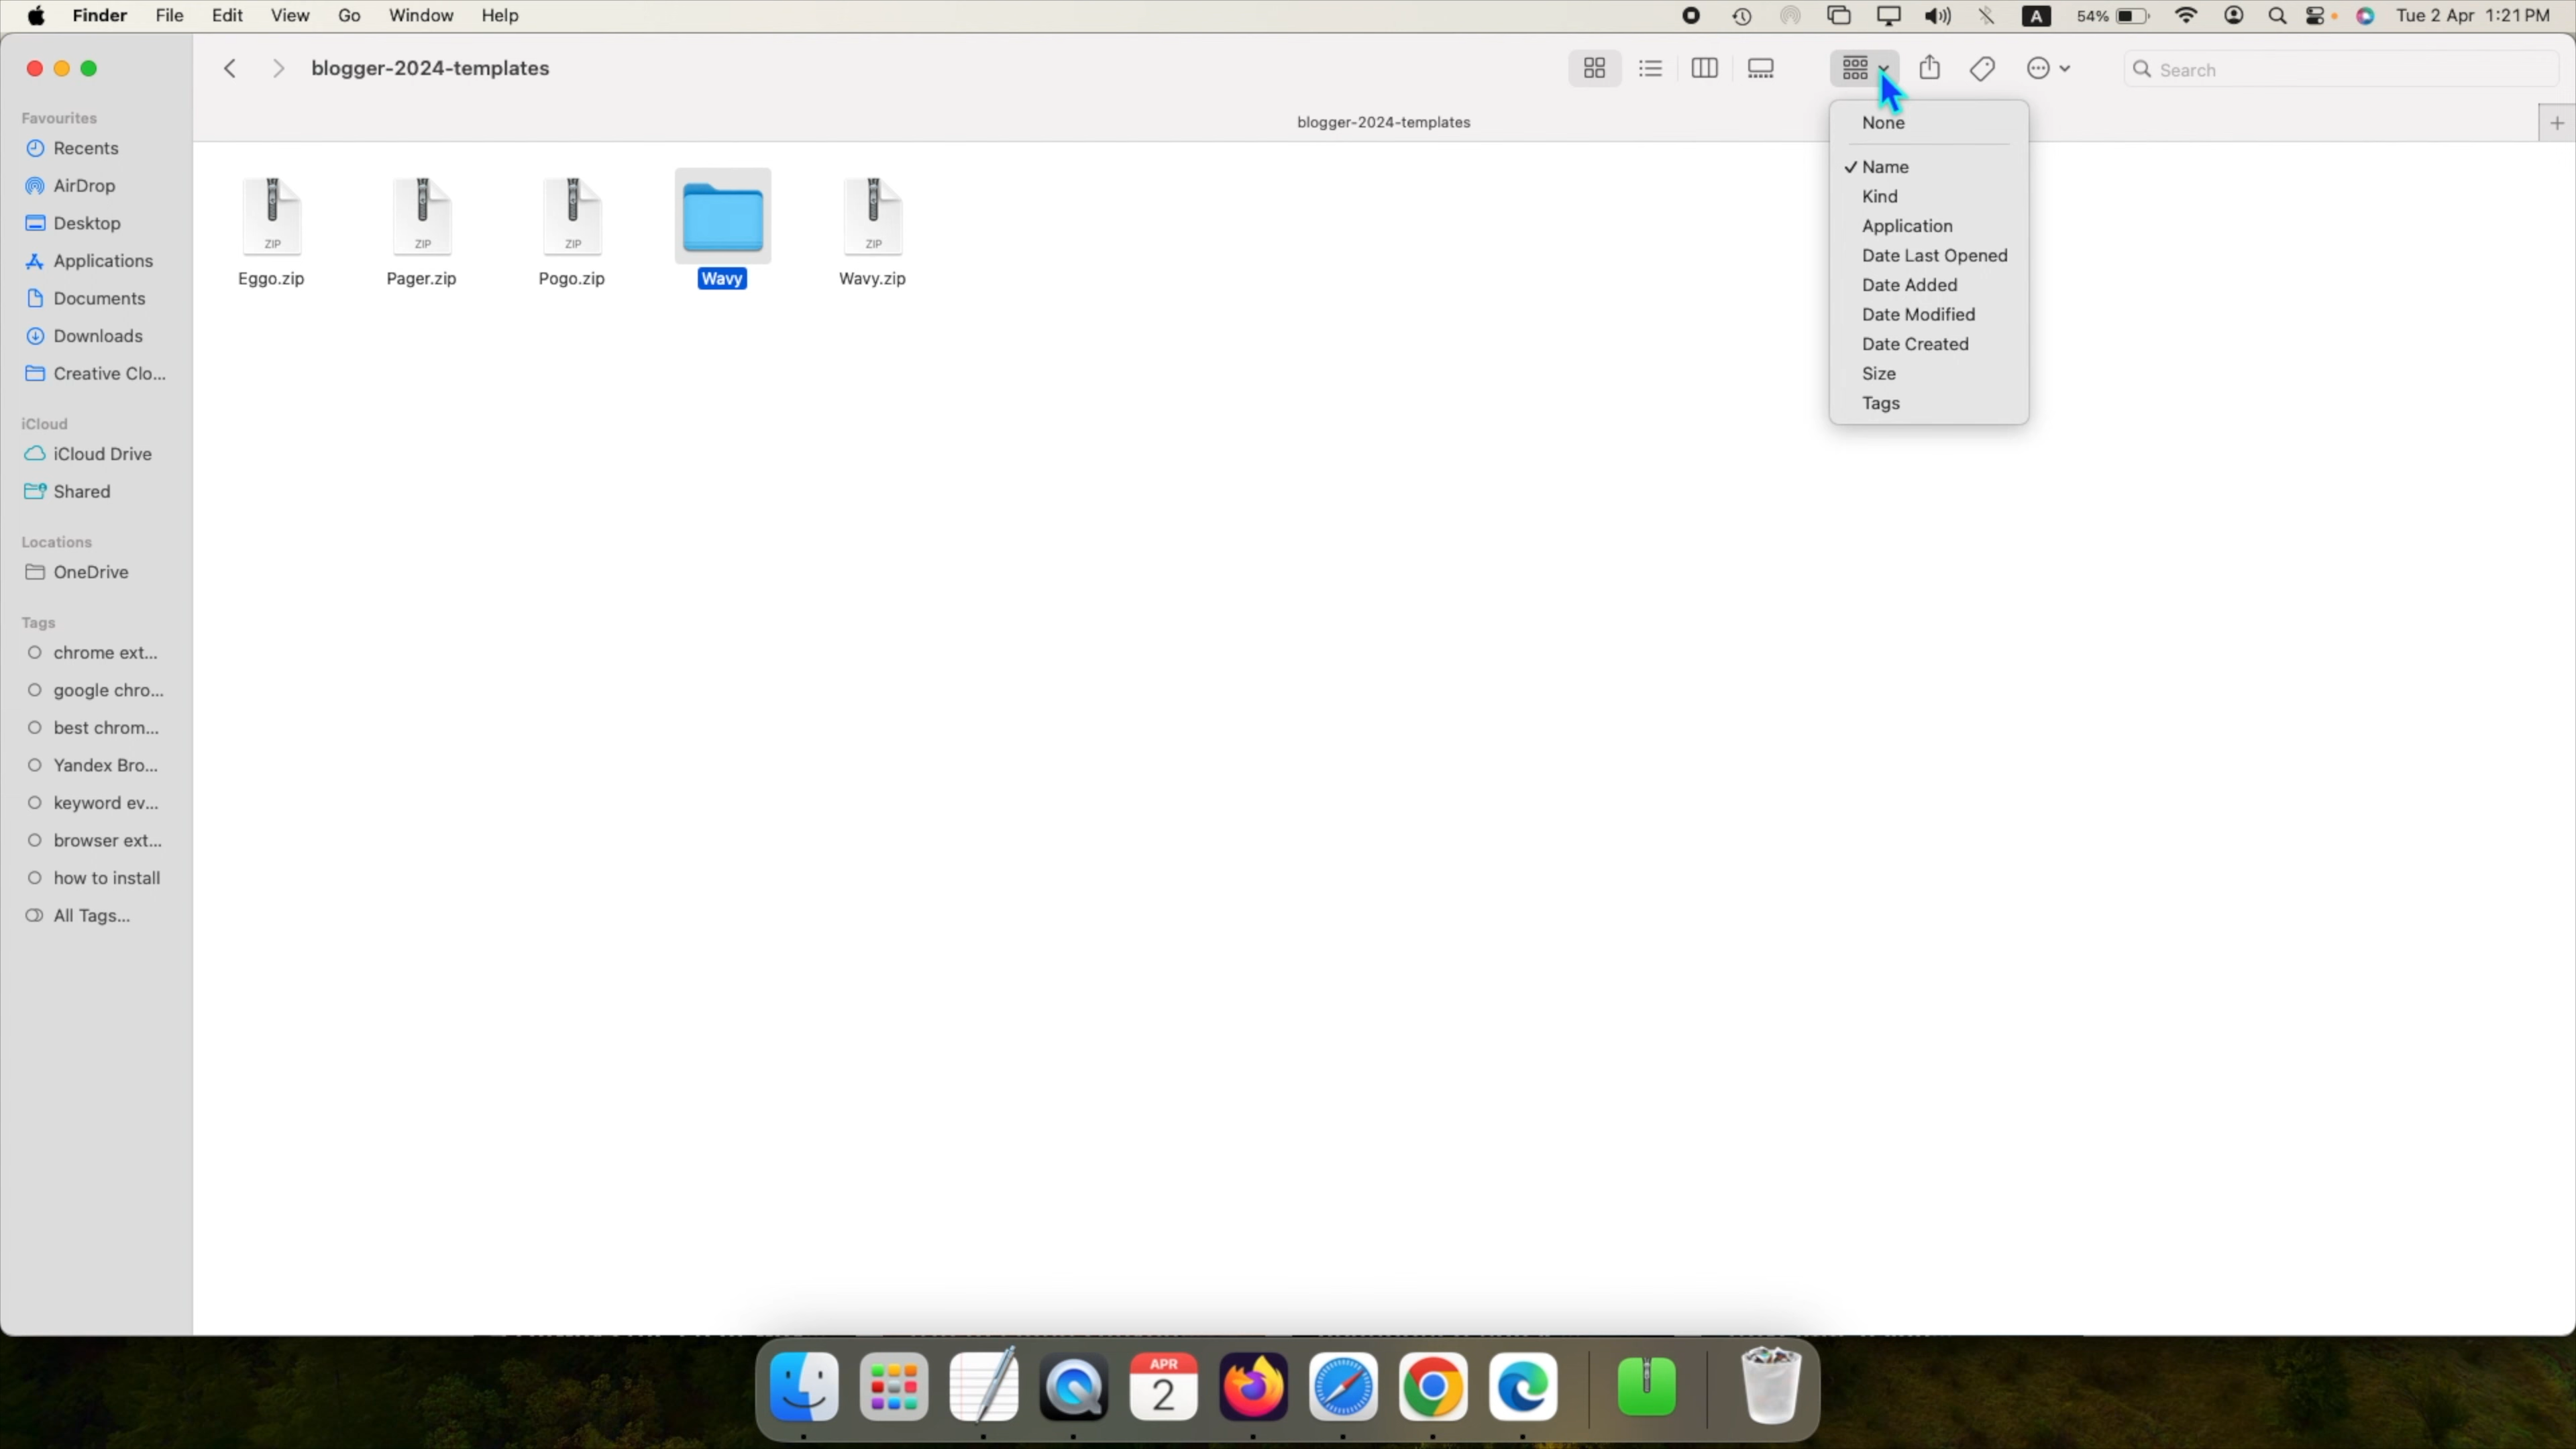 Finder File Edit View Go Window Help A 54% Tue 2 Apr 1:21 PM
blogger-2024-templates Search
blogger-2024-templates
Favourites
Recents
AirDrop
Desktop
Applications
Documents
Downloads
Creative Clo...
iCloud
iCloud Drive
Shared
Locations
OneDrive
Tags
chrome ext...
google chro...
best chrom...
Yandex Bro...
keyword ev...
browser ext...
how to install
All Tags...
ZIP ZIP ZIP ZIP
Eggo.zip Pager.zip Pogo.zip Wavy Wavy.zip
None
Name
Kind
Application
Date Last Opened
Date Added
Date Modified
Date Created
Size
Tags
APR
2